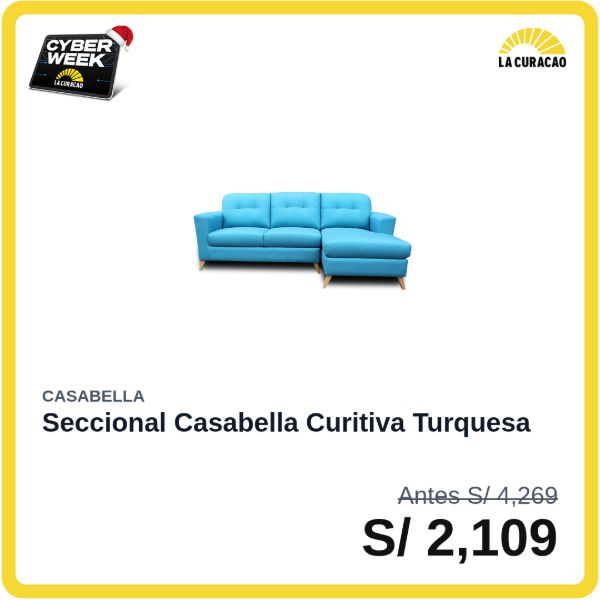 CYBER
WEEK
LA CURACAO
LA CURACAO
CASABELLA
Seccional Casabella Curitiva Turquesa
Antes S/ 4,269
S/ 2,109